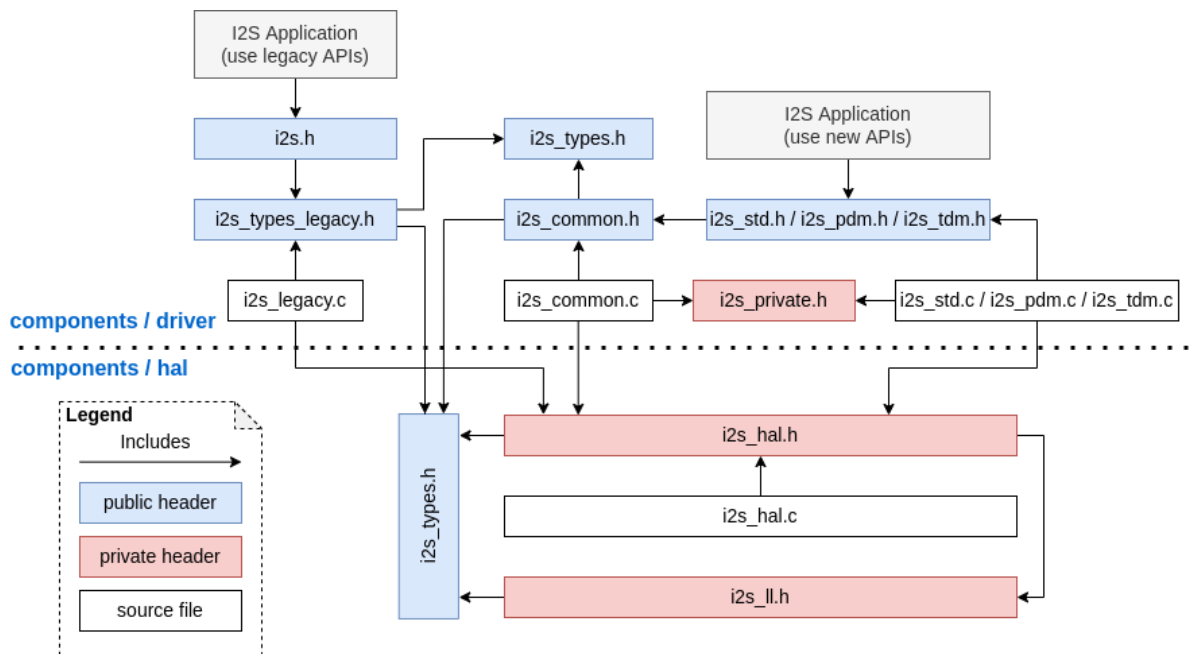 I2S Application
(use legacy APIs)
i2s.h
i2s_types.h
I2S Application
(use new APIs)
i2s_types_legacy.h
i2s_common.h
i2s_std.h / i2s_pdm.h / i2s_tdm.h
i2s_legacy.c
i2s_common.c
i2s_private.h
i2s_std.c / i2s_pdm.c / i2s_tdm.c
components / driver
components / hal
Legend
Includes
public header
private header
source file
i2s_types.h
i2s_hal.h
i2s_hal.c
i2s_ll.h